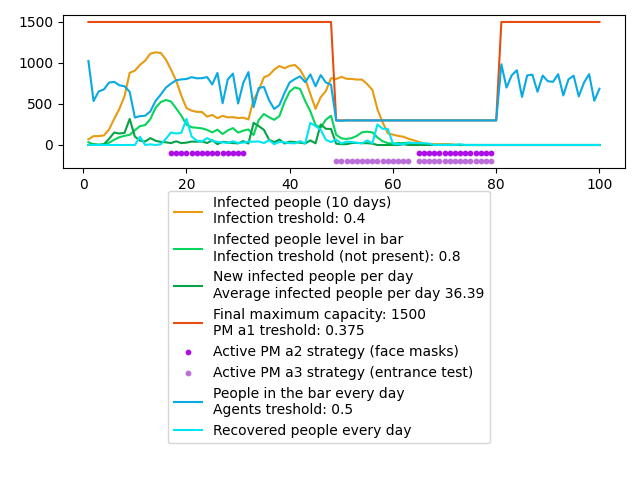 1500
1000
500
0
0
20
40
60
80
100
Infected people (10 days)
Infection treshold: 0.4
Infected people level in bar
Infection treshold (not present): 0.8
New infected people per day
Average infected people per day 36.39
Final maximum capacity: 1500
PM a1 treshold: 0.375
Active PM a2 strategy (face masks)
Active PM a3 strategy (entrance test)
People in the bar every day
Agents treshold: 0.5
Recovered people every day